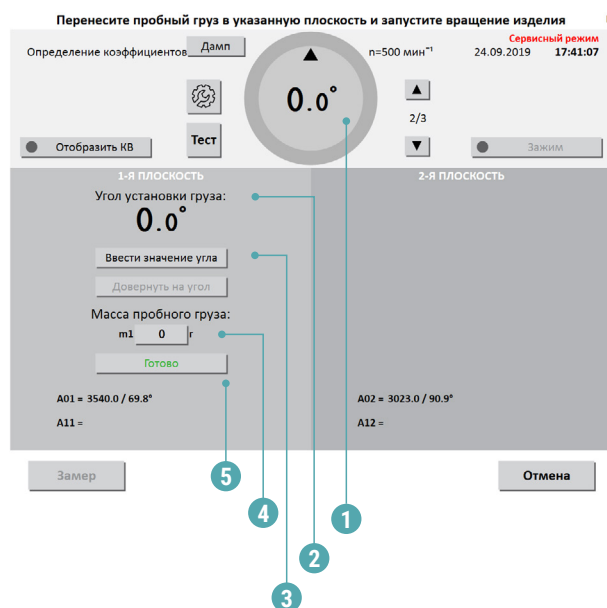 Перенесите пробный груз в указанную плоскость и запустите вращение изделия
Сервисный режим
Определение коэффициентов Дамп n=500 мин⁻¹ 24.09.2019 17:41:07
0.0°
2/3
Отобразить КВ Тест Зажим
1-Я ПЛОСКОСТЬ 2-Я ПЛОСКОСТЬ
Угол установки груза:
0.0°
Ввести значение угла
Довернуть на угол
Масса пробного груза:
m1 0 г
Готово
A01 = 3540.0 / 69.8° A02 = 3023.0 / 90.9°
A11 = A12 =
Замер 5 Отмена
4 1
2
3